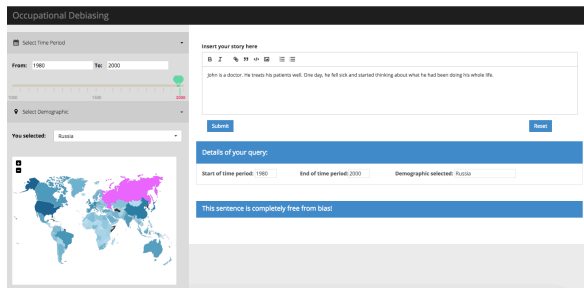 Occupational Debiasing
Select Time Period
From: 1980 To: 2000
Select Demographic
You selected: Russia
+
-
Insert your story here
B I
John is a doctor. He treats his patients well. One day, he fell sick and started thinking about what he had been doing his whole life.
Submit Reset
Details of your query:
Start of time period: 1980 End of time period: 2000 Demographic selected: Russia
This sentence is completely free from bias!